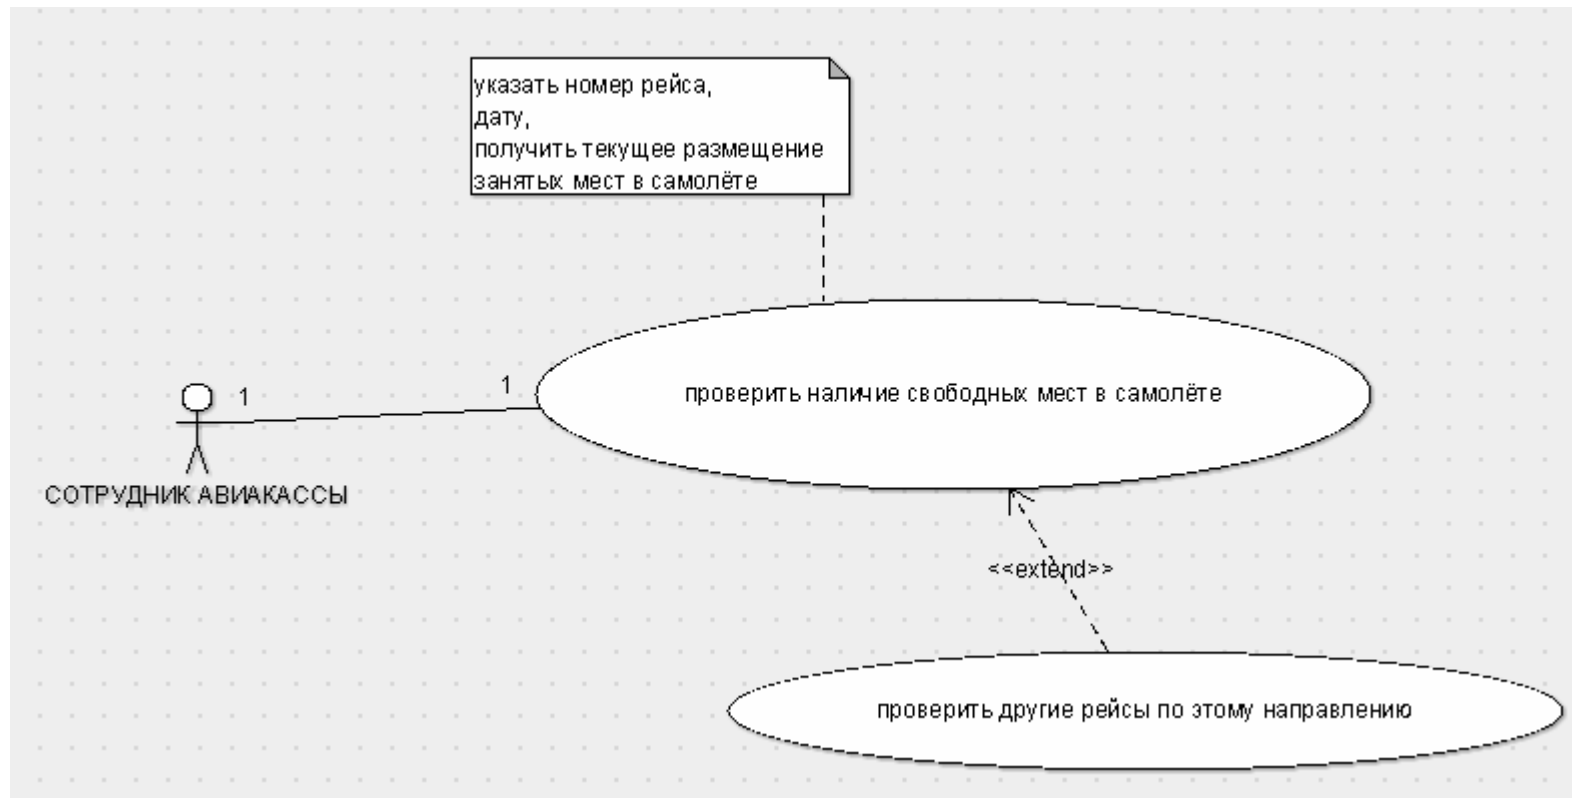 указать номер рейса,
дату,
получить текущее размещение
занятых мест в самолёте
1
1
проверить наличие свободных мест в самолёте
СОТРУДНИК АВИАКАССЫ
<<extend>>
проверить другие рейсы по этому направлению